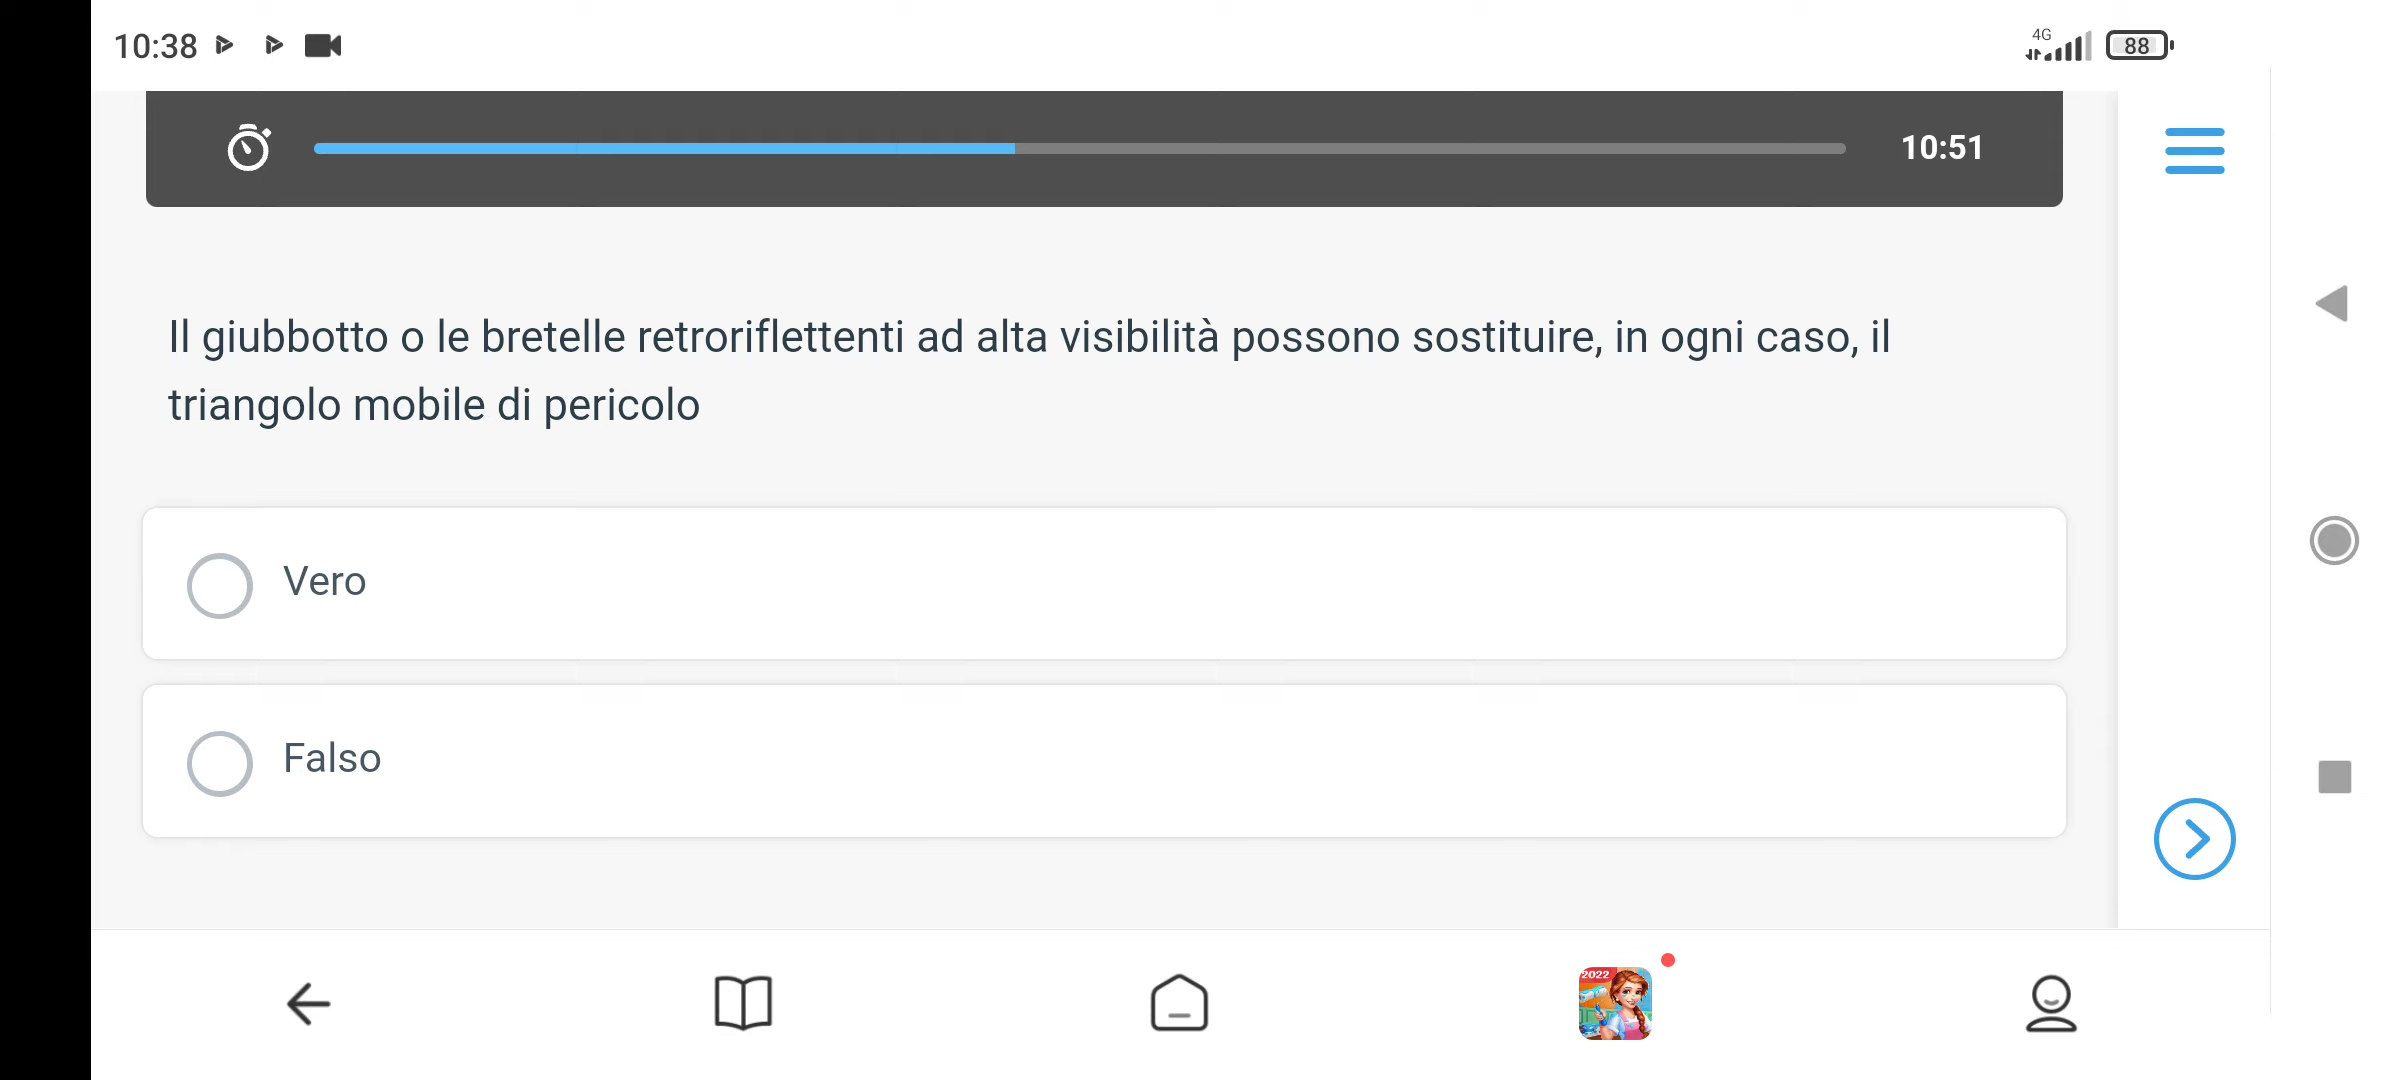 10:38
4G
88
10:51
Il giubbotto o le bretelle retroriflettenti ad alta visibilità possono sostituire, in ogni caso, il
triangolo mobile di pericolo
Vero
Falso
2022